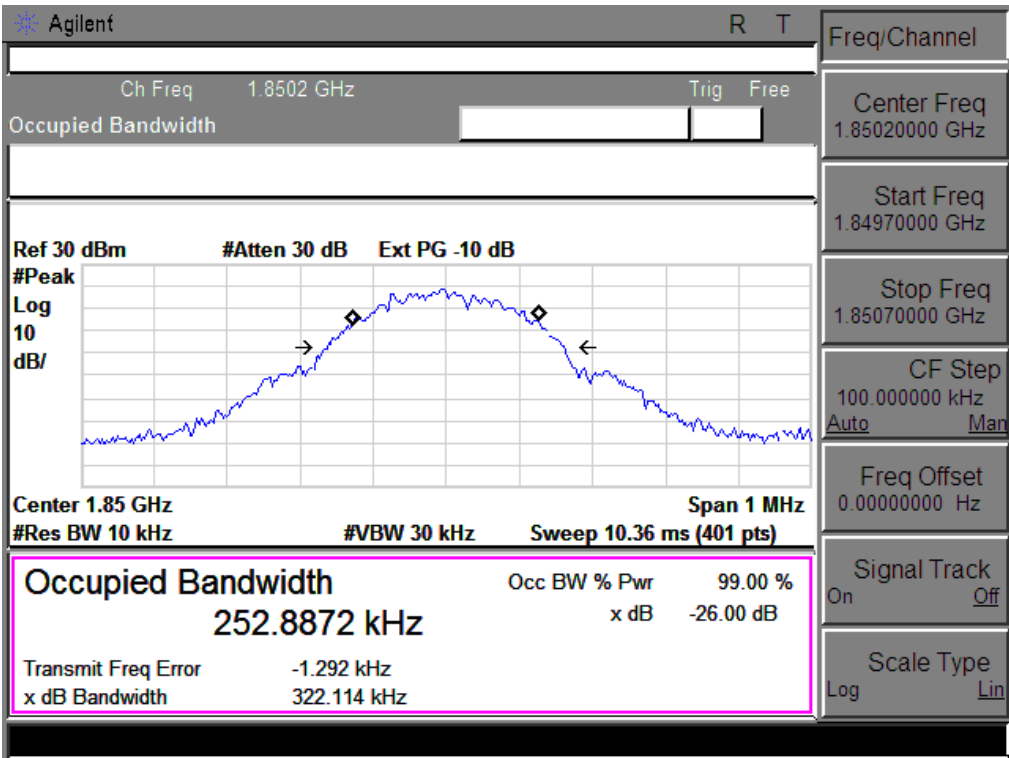 Agilent R T
Ch Freq 1.8502 GHz Trig Free
Occupied Bandwidth
Ref 30 dBm #Atten 30 dB Ext PG -10 dB
#Peak
Log
10
dB/
Center 1.85 GHz Span 1 MHz
#Res BW 10 kHz #VBW 30 kHz Sweep 10.36 ms (401 pts)
Occupied Bandwidth Occ BW % Pwr 99.00 %
252.8872 kHz x dB -26.00 dB
Transmit Freq Error -1.292 kHz
x dB Bandwidth 322.114 kHz
Freq/Channel
Center Freq
1.85020000 GHz
Start Freq
1.84970000 GHz
Stop Freq
1.85070000 GHz
CF Step
100.000000 kHz
Auto Man
Freq Offset
0.00000000 Hz
Signal Track
On Off
Scale Type
Log Lin